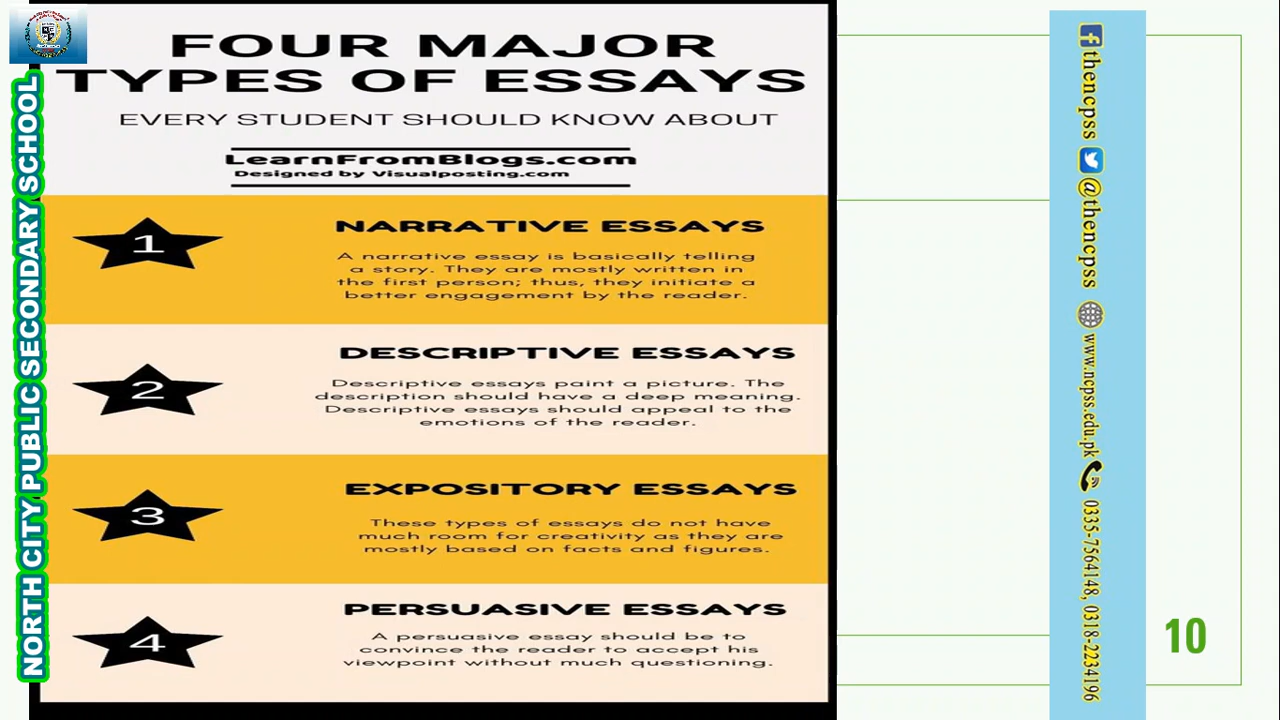 FOUR MAJOR
TYPES OF ESSAYS
EVERY STUDENT SHOULD KNOW ABOUT
LearnFromBlogs.com
Designed by Visualposting.com
1
NARRATIVE ESSAYS
A narrative essay is basically telling
a story. They are mostly written in
the first person; thus, they initiate a
better engagement by the reader.
2
DESCRIPTIVE ESSAYS
Descriptive essays paint a picture. The
description should have a deep meaning.
Descriptive essays should appeal to the
emotions of the reader.
3
EXPOSITORY ESSAYS
These types of essays do not have
much room for creativity as they are
mostly based on facts and figures.
4
PERSUASIVE ESSAYS
A persuasive essay should be to
convince the reader to accept his
viewpoint without much questioning.
NORTH CITY PUBLIC SECONDARY SCHOOL
thencpss @thencpss www.ncpss.edu.pk 0335-7564148, 0318-2234196
10